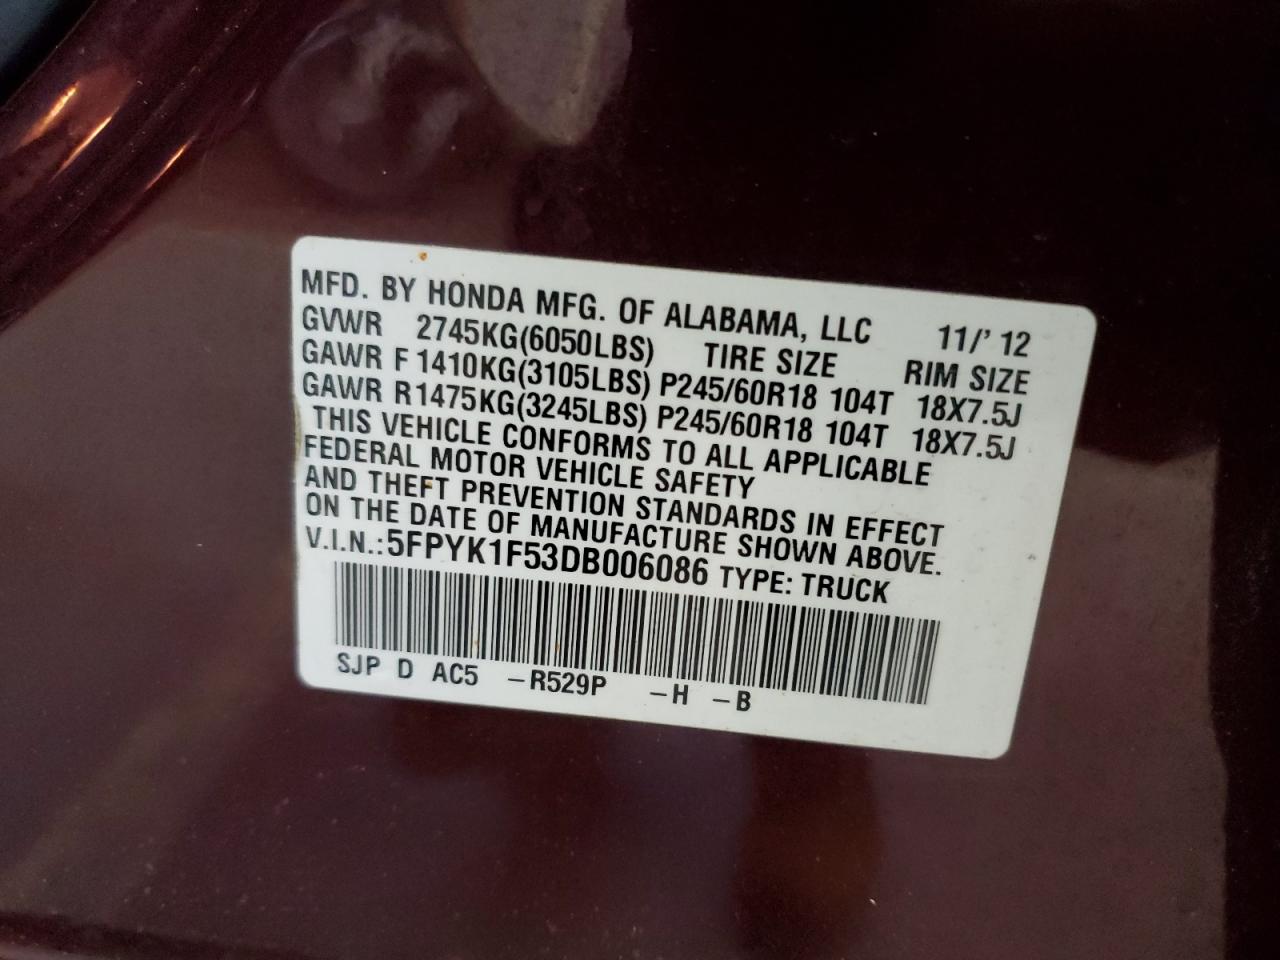 MFD. BY HONDA MFG. OF ALABAMA, LLC 11/' 12
GVWR 2745KG(6050LBS) TIRE SIZE RIM SIZE
GAWR F 1410KG(3105LBS) P245/60R18 104T 18X7.5J
GAWR R1475KG(3245LBS) P245/60R18 104T 18X7.5J
THIS VEHICLE CONFORMS TO ALL APPLICABLE
FEDERAL MOTOR VEHICLE SAFETY
AND THEFT PREVENTION STANDARDS IN EFFECT
ON THE DATE OF MANUFACTURE SHOWN ABOVE.
V.I.N.:5FPYK1F53DB006086 TYPE: TRUCK
SJP D AC5 -R529P -H -B